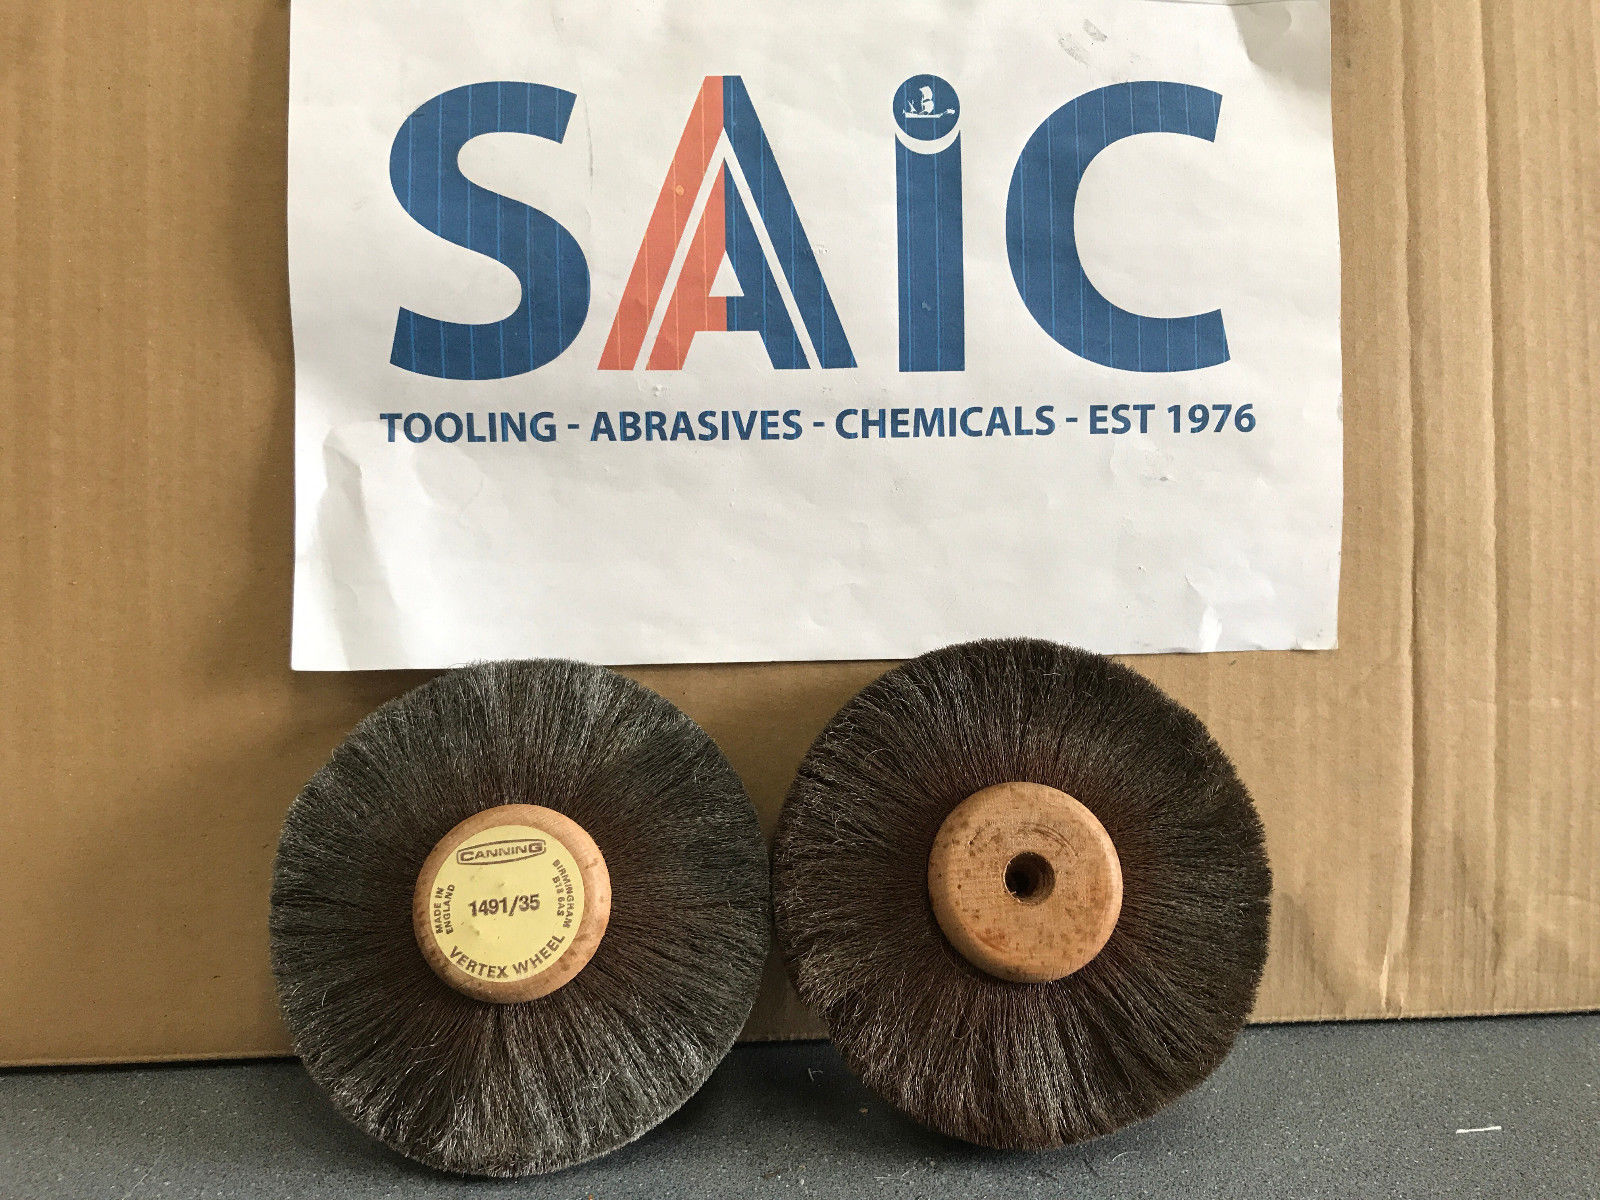 SAiC
TOOLING - ABRASIVES - CHEMICALS - EST 1976
CANNING
MADE IN
ENGLAND
1491/35
BIRMINGHAM
B18 6AS
VERTEX WHEEL